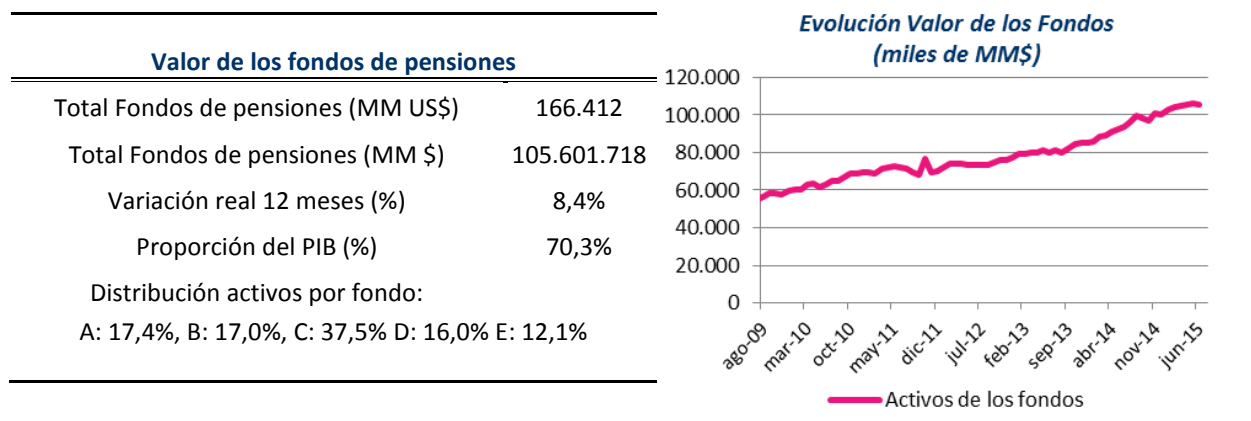 Valor de los fondos de pensiones
Total Fondos de pensiones (MM US$) 166.412
Total Fondos de pensiones (MM $) 105.601.718
Variación real 12 meses (%) 8,4%
Proporción del PIB (%) 70,3%
Distribución activos por fondo:
A: 17,4%, B: 17,0%, C: 37,5% D: 16,0% E: 12,1%
Evolución Valor de los Fondos
(miles de MM$)
120.000
100.000
80.000
60.000
40.000
20.000
0
ago-09 mar-10 oct-10 may-11 dic-11 jul-12 feb-13 sep-13 abr-14 nov-14 jun-15
Activos de los fondos